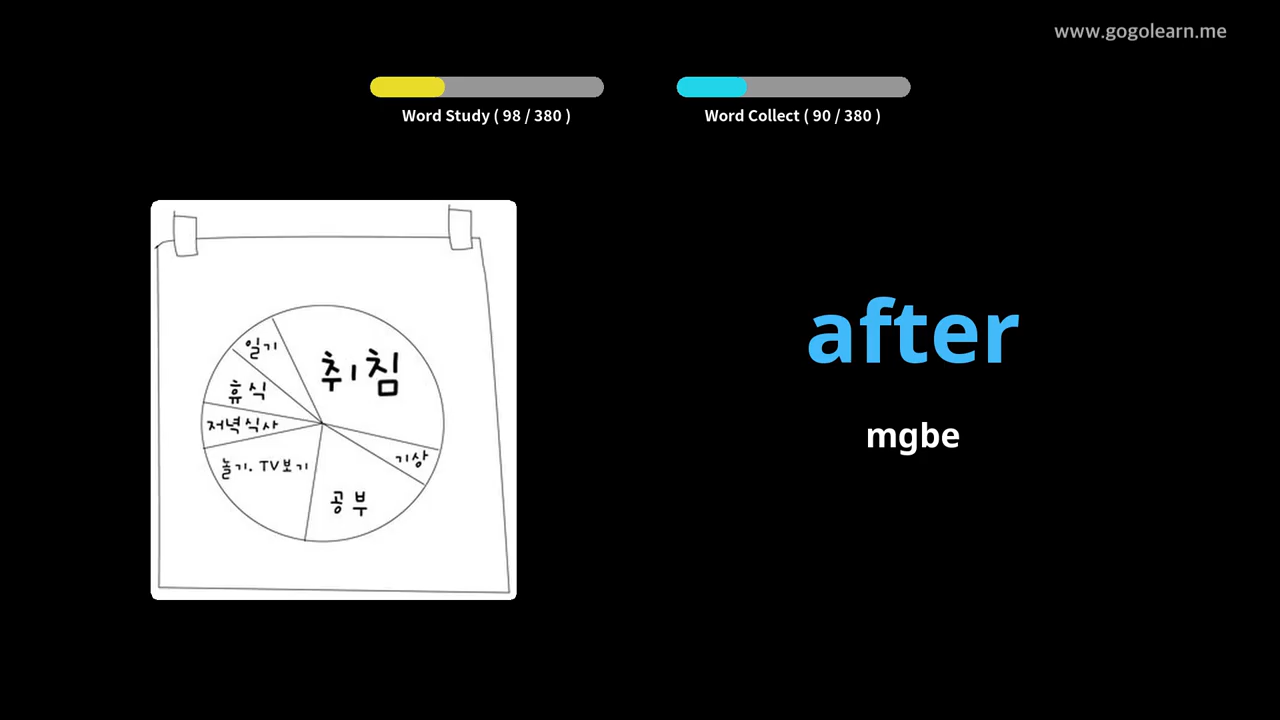 www.gogolearn.me
Word Study ( 98 / 380 )
Word Collect ( 90 / 380 )
일기
취침
휴식
저녁식사
놀기. TV보기
기상
공부
after
mgbe